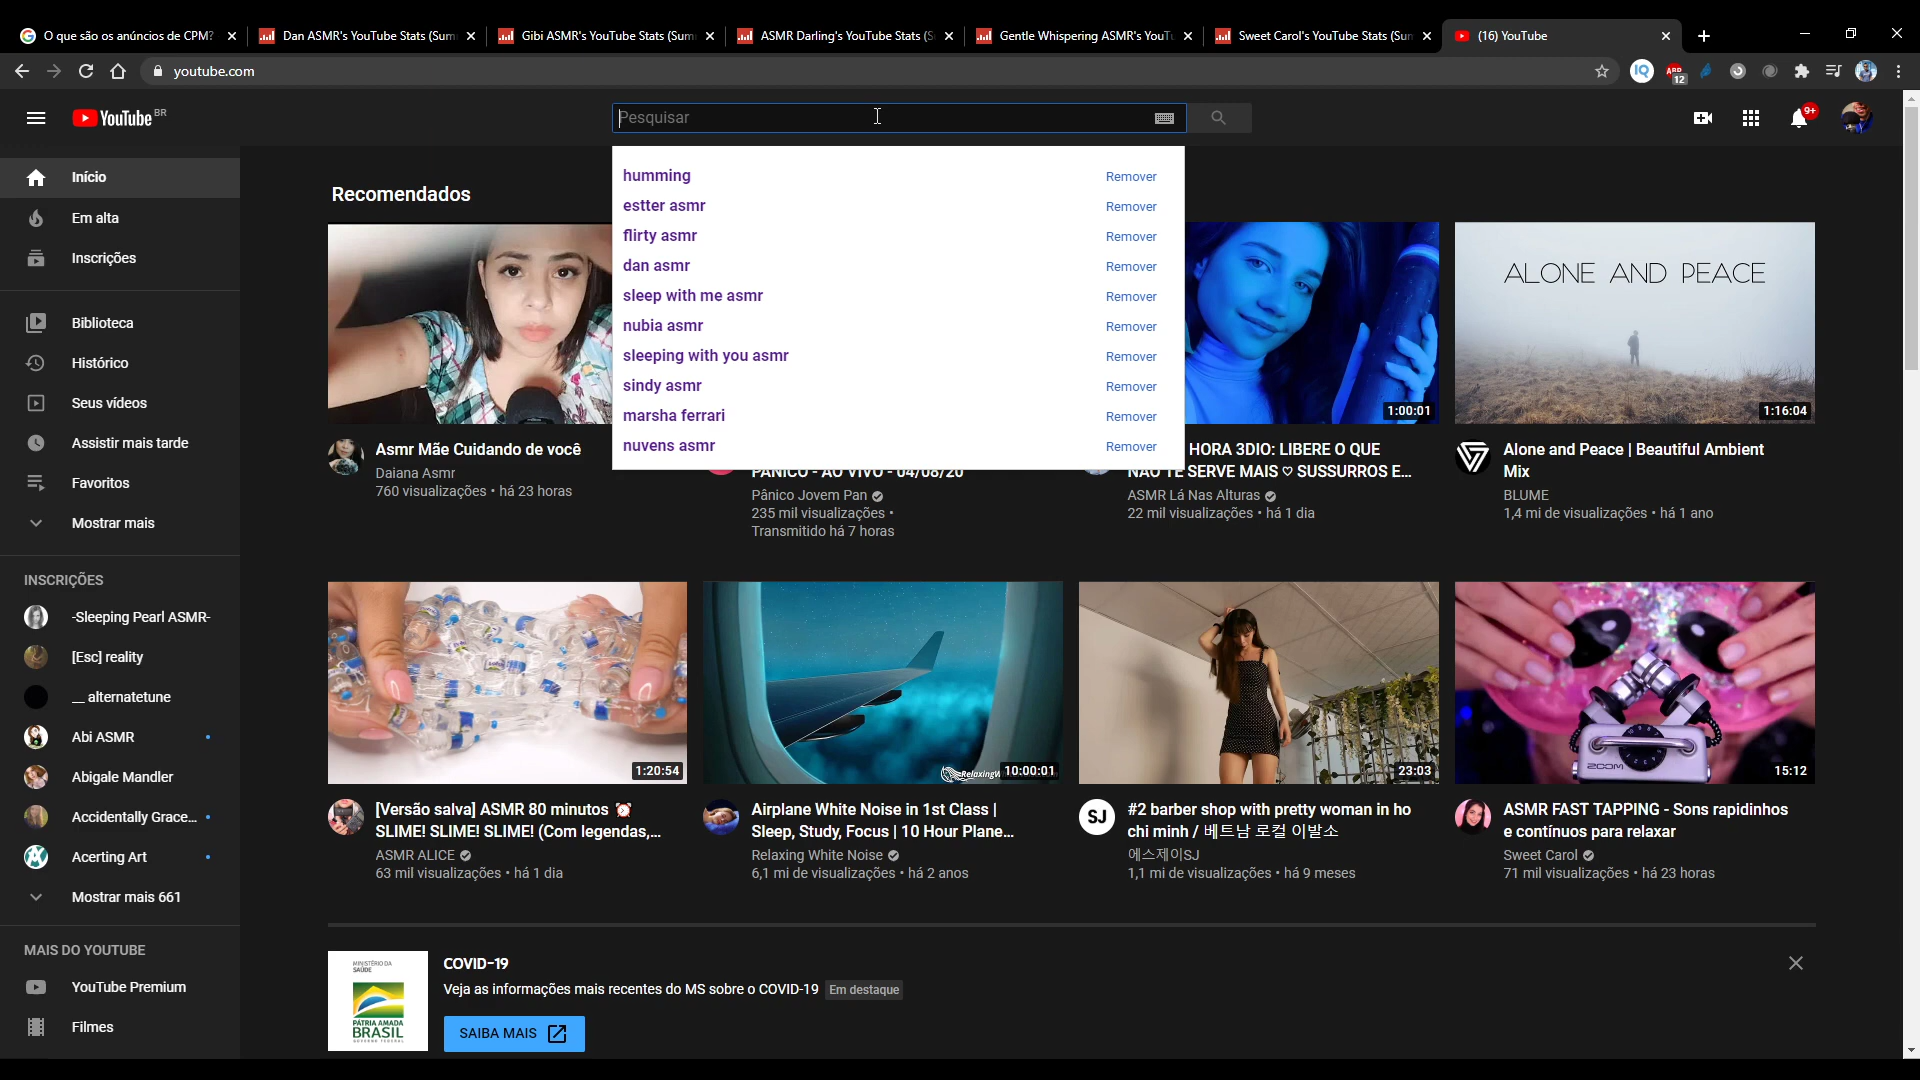 O que são os anúncios de CPM?
Dan ASMR's YouTube Stats (Sum
Gibi ASMR's YouTube Stats (Sum
ASMR Darling's YouTube Stats (S
Gentle Whispering ASMR's YouTu
Sweet Carol's YouTube Stats (Sum
(16) YouTube
youtube.com
IQ
ABP
12
YouTube BR
Pesquisar
9+
Início
Em alta
Inscrições
Biblioteca
Histórico
Seus vídeos
Assistir mais tarde
Favoritos
Mostrar mais
INSCRIÇÕES
-Sleeping Pearl ASMR-
[Esc] reality
__ alternatetune
Abi ASMR
Abigale Mandler
Accidentally Grace...
Acerting Art
Mostrar mais 661
MAIS DO YOUTUBE
YouTube Premium
Filmes
Recomendados
humming Remover
estter asmr Remover
flirty asmr Remover
dan asmr Remover
sleep with me asmr Remover
nubia asmr Remover
sleeping with you asmr Remover
sindy asmr Remover
marsha ferrari Remover
nuvens asmr Remover
Asmr Mãe Cuidando de você
Daiana Asmr
760 visualizações • há 23 horas
PÂNICO - AO VIVO - 04/08/20
Pânico Jovem Pan
235 mil visualizações •
Transmitido há 7 horas
1:00:01
HORA 3DIO: LIBERE O QUE
NÃO TE SERVE MAIS ♡ SUSSURROS E...
ASMR Lá Nas Alturas
22 mil visualizações • há 1 dia
ALONE AND PEACE
1:16:04
Alone and Peace | Beautiful Ambient
Mix
BLUME
1,4 mi de visualizações • há 1 ano
1:20:54
[Versão salva] ASMR 80 minutos ⏰
SLIME! SLIME! SLIME! (Com legendas,...
ASMR ALICE
63 mil visualizações • há 1 dia
RelaxingW
10:00:01
Airplane White Noise in 1st Class |
Sleep, Study, Focus | 10 Hour Plane...
Relaxing White Noise
6,1 mi de visualizações • há 2 anos
23:03
SJ
#2 barber shop with pretty woman in ho
chi minh / 베트남 로컬 이발소
에스제이SJ
1,1 mi de visualizações • há 9 meses
ZOOM
15:12
ASMR FAST TAPPING - Sons rapidinhos
e contínuos para relaxar
Sweet Carol
71 mil visualizações • há 23 horas
MINISTÉRIO DA
SAÚDE
PÁTRIA AMADA
BRASIL
GOVERNO FEDERAL
COVID-19
Veja as informações mais recentes do MS sobre o COVID-19 Em destaque
SAIBA MAIS